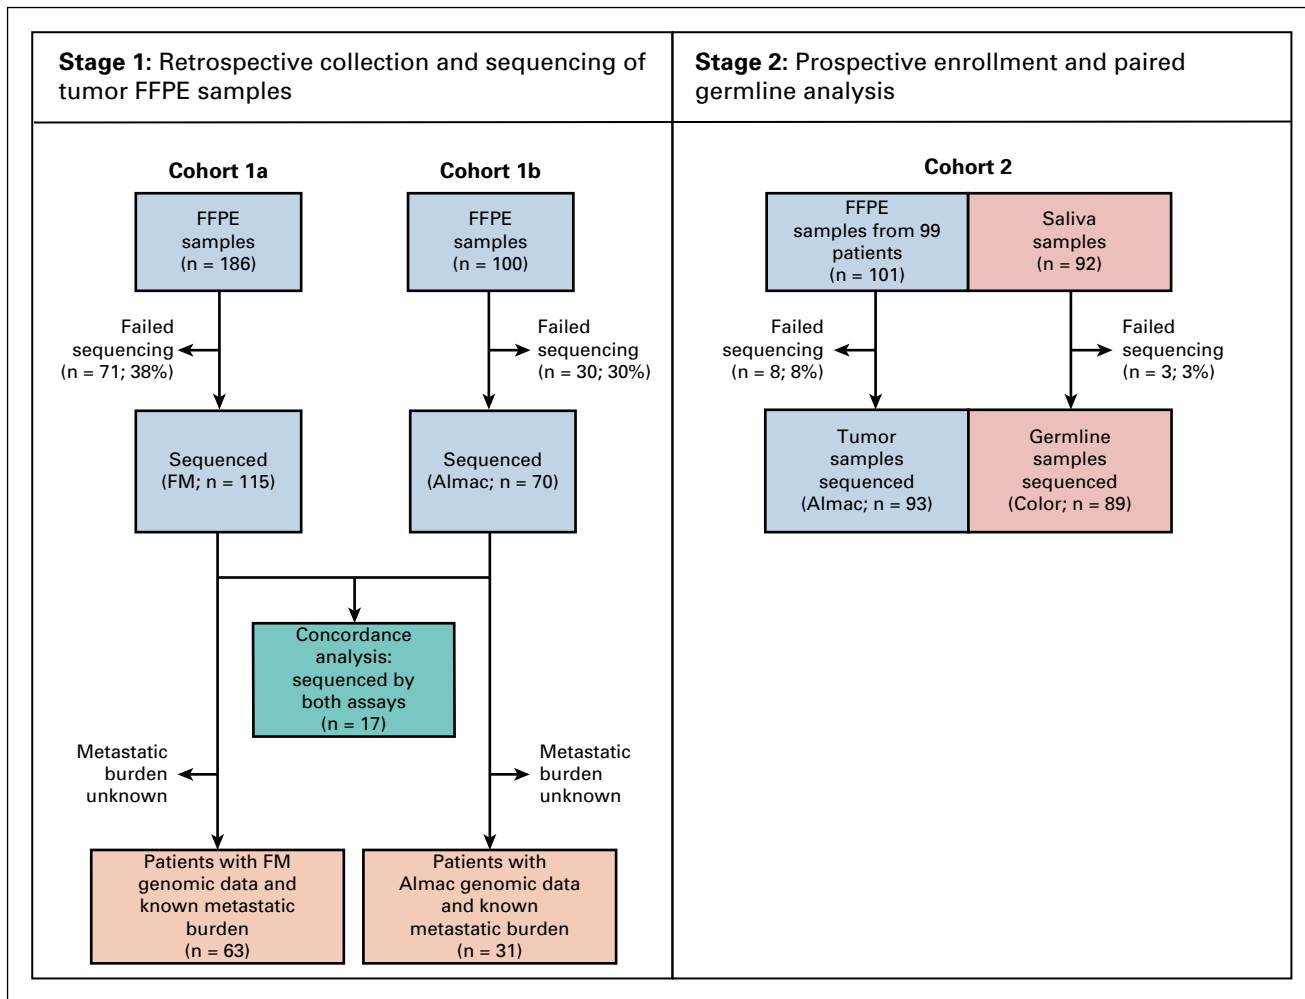 Stage 1: Retrospective collection and sequencing of
tumor FFPE samples
Stage 2: Prospective enrollment and paired
germline analysis
Cohort 1a
FFPE
samples
(n = 186)
Failed
sequencing
(n = 71; 38%)
Sequenced
(FM; n = 115)
Cohort 1b
FFPE
samples
(n = 100)
Failed
sequencing
(n = 30; 30%)
Sequenced
(Almac; n = 70)
Concordance
analysis:
sequenced by
both assays
(n = 17)
Metastatic
burden
unknown
Metastatic
burden
unknown
Patients with FM
genomic data and
known metastatic
burden
(n = 63)
Patients with
Almac genomic data
and known
metastatic burden
(n = 31)
Cohort 2
FFPE
samples from 99
patients
(n = 101)
Saliva
samples
(n = 92)
Failed
sequencing
(n = 8; 8%)
Failed
sequencing
(n = 3; 3%)
Tumor
samples
sequenced
(Almac; n = 93)
Germline
samples
sequenced
(Color; n = 89)